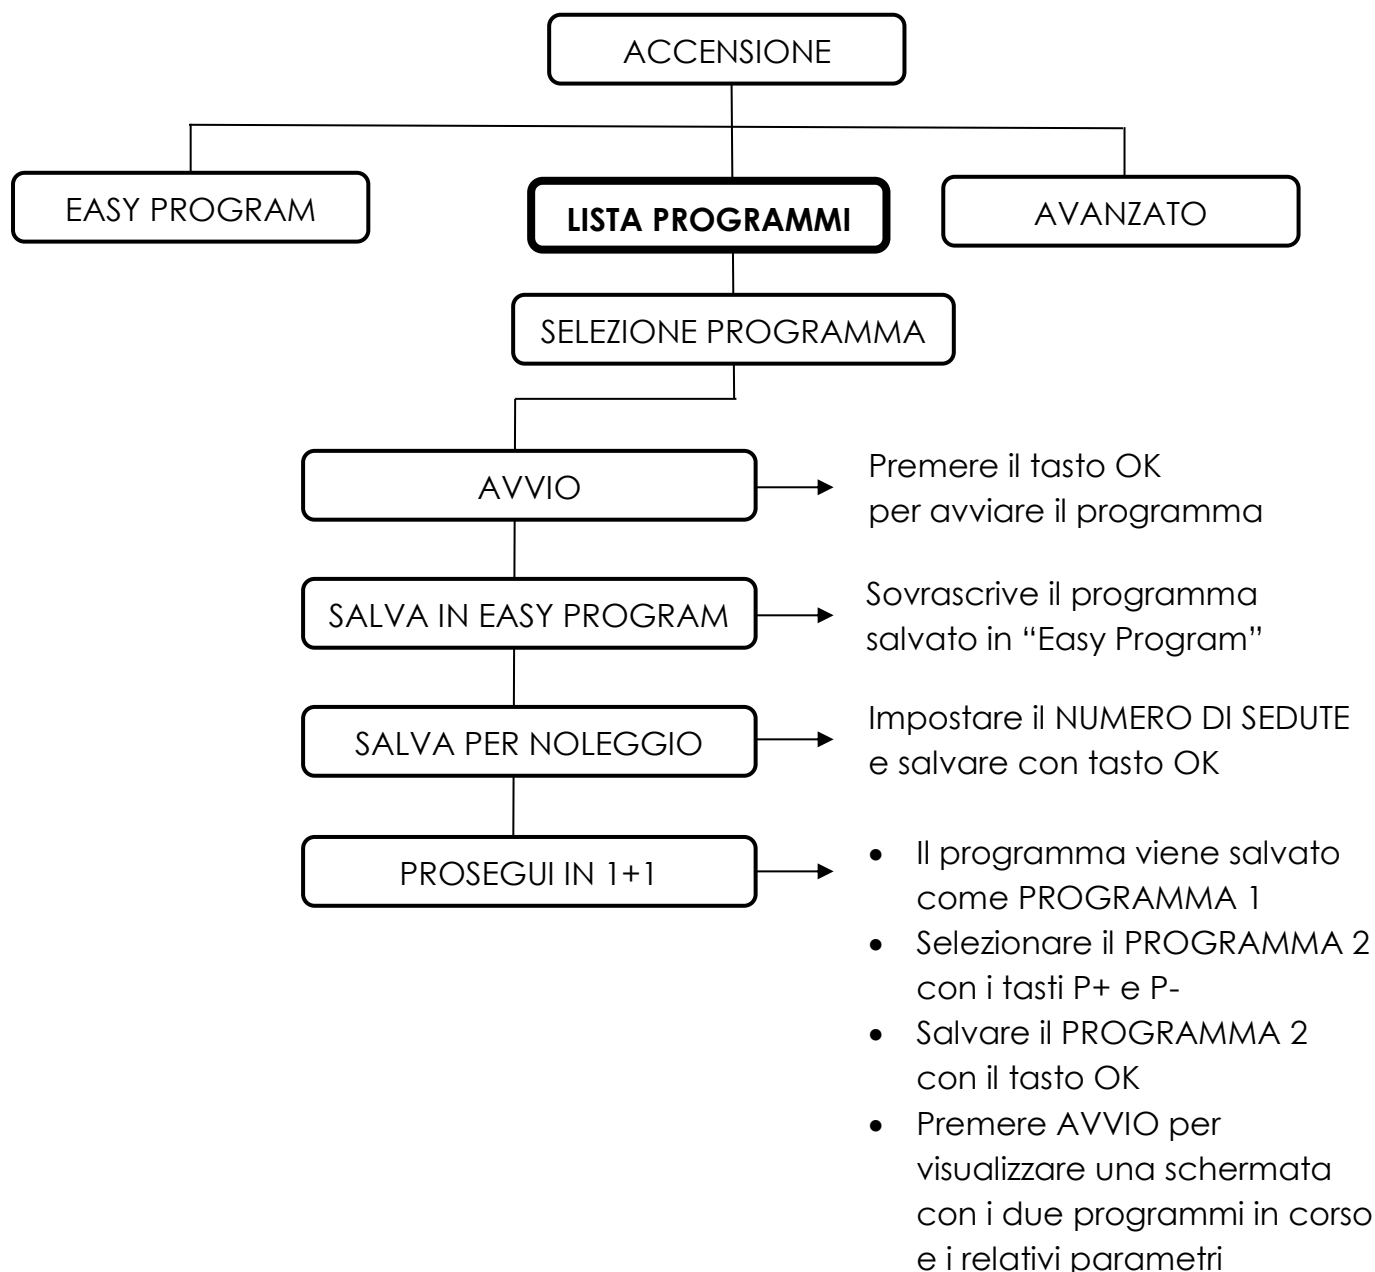 ACCENSIONE
EASY PROGRAM
LISTA PROGRAMMI
AVANZATO
SELEZIONE PROGRAMMA
AVVIO
Premere il tasto OK
per avviare il programma
SALVA IN EASY PROGRAM
Sovrascrive il programma
salvato in “Easy Program”
SALVA PER NOLEGGIO
Impostare il NUMERO DI SEDUTE
e salvare con tasto OK
PROSEGUI IN 1+1
• Il programma viene salvato
come PROGRAMMA 1
• Selezionare il PROGRAMMA 2
con i tasti P+ e P-
• Salvare il PROGRAMMA 2
con il tasto OK
• Premere AVVIO per
visualizzare una schermata
con i due programmi in corso
e i relativi parametri